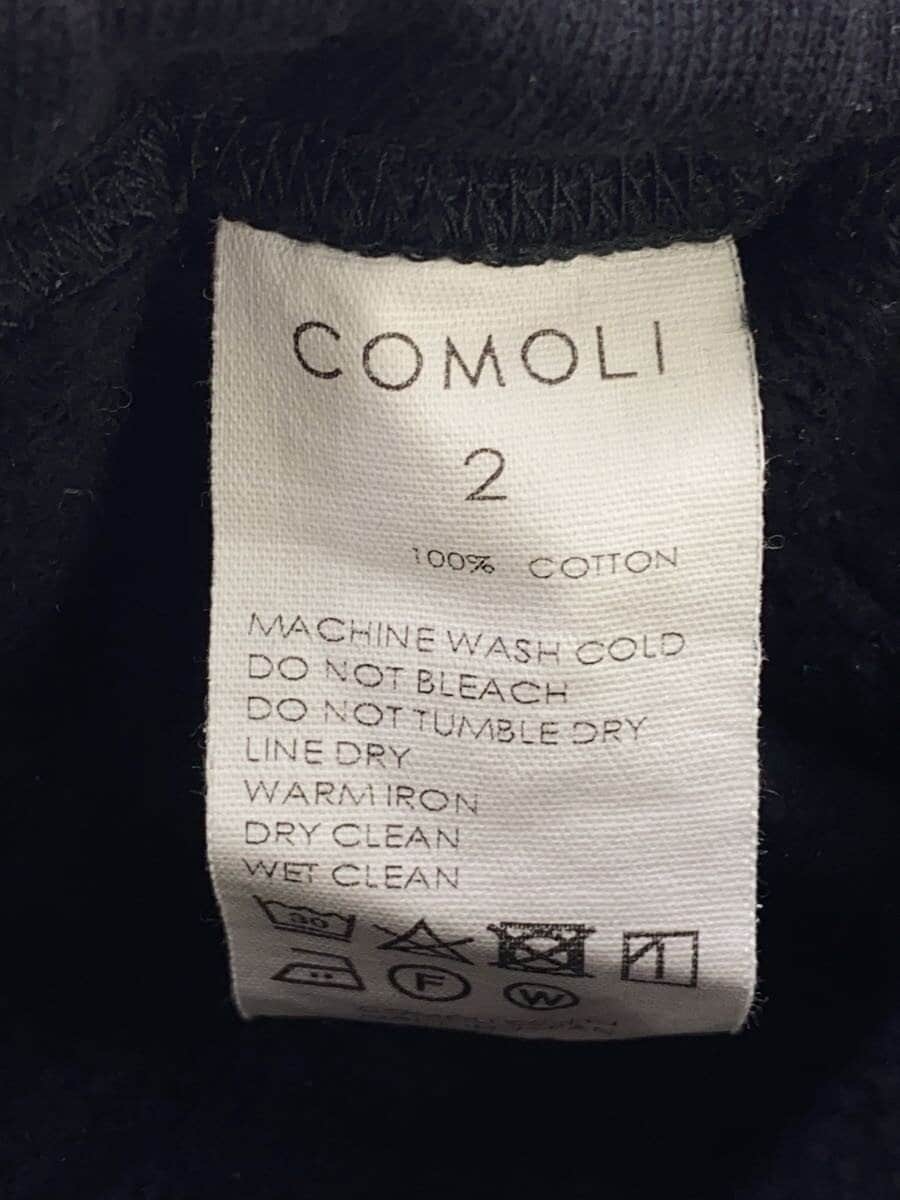 COMOLI
2
100% COTTON
MACHINE WASH COLD
DO NOT BLEACH
DO NOT TUMBLE DRY
LINE DRY
WARM IRON
DRY CLEAN
WET CLEAN
30
F
W